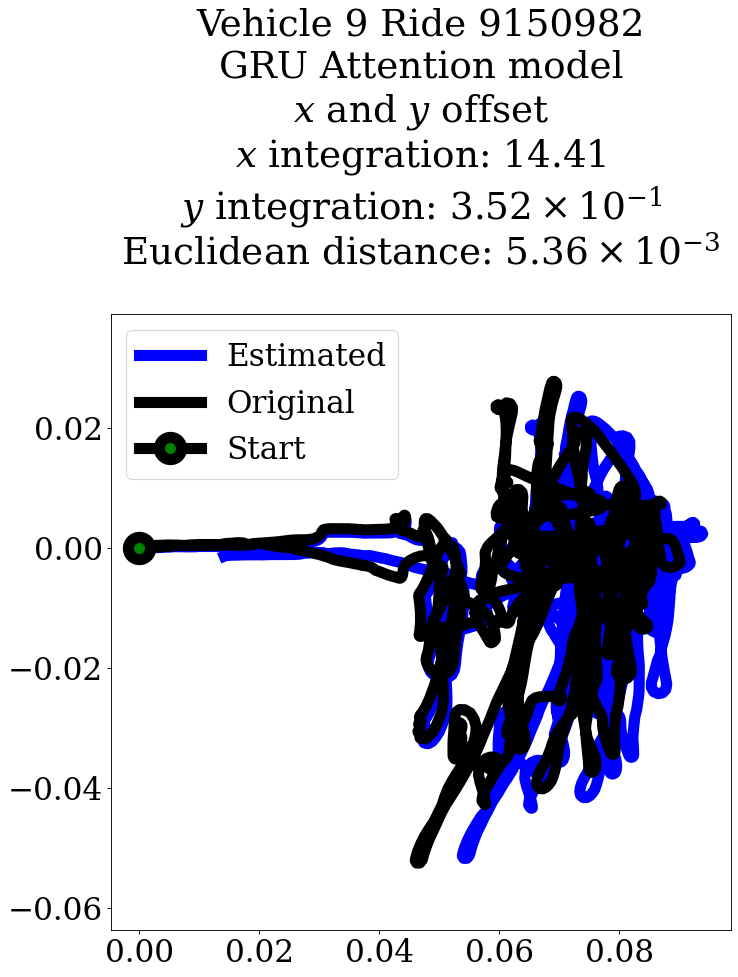 Vehicle 9 Ride 9150982
GRU Attention model
x and y offset
x integration: 14.41
y integration: 3.52 × 10⁻¹
Euclidean distance: 5.36 × 10⁻³
Estimated
Original
Start
0.02
0.00
−0.02
−0.04
−0.06
0.00 0.02 0.04 0.06 0.08